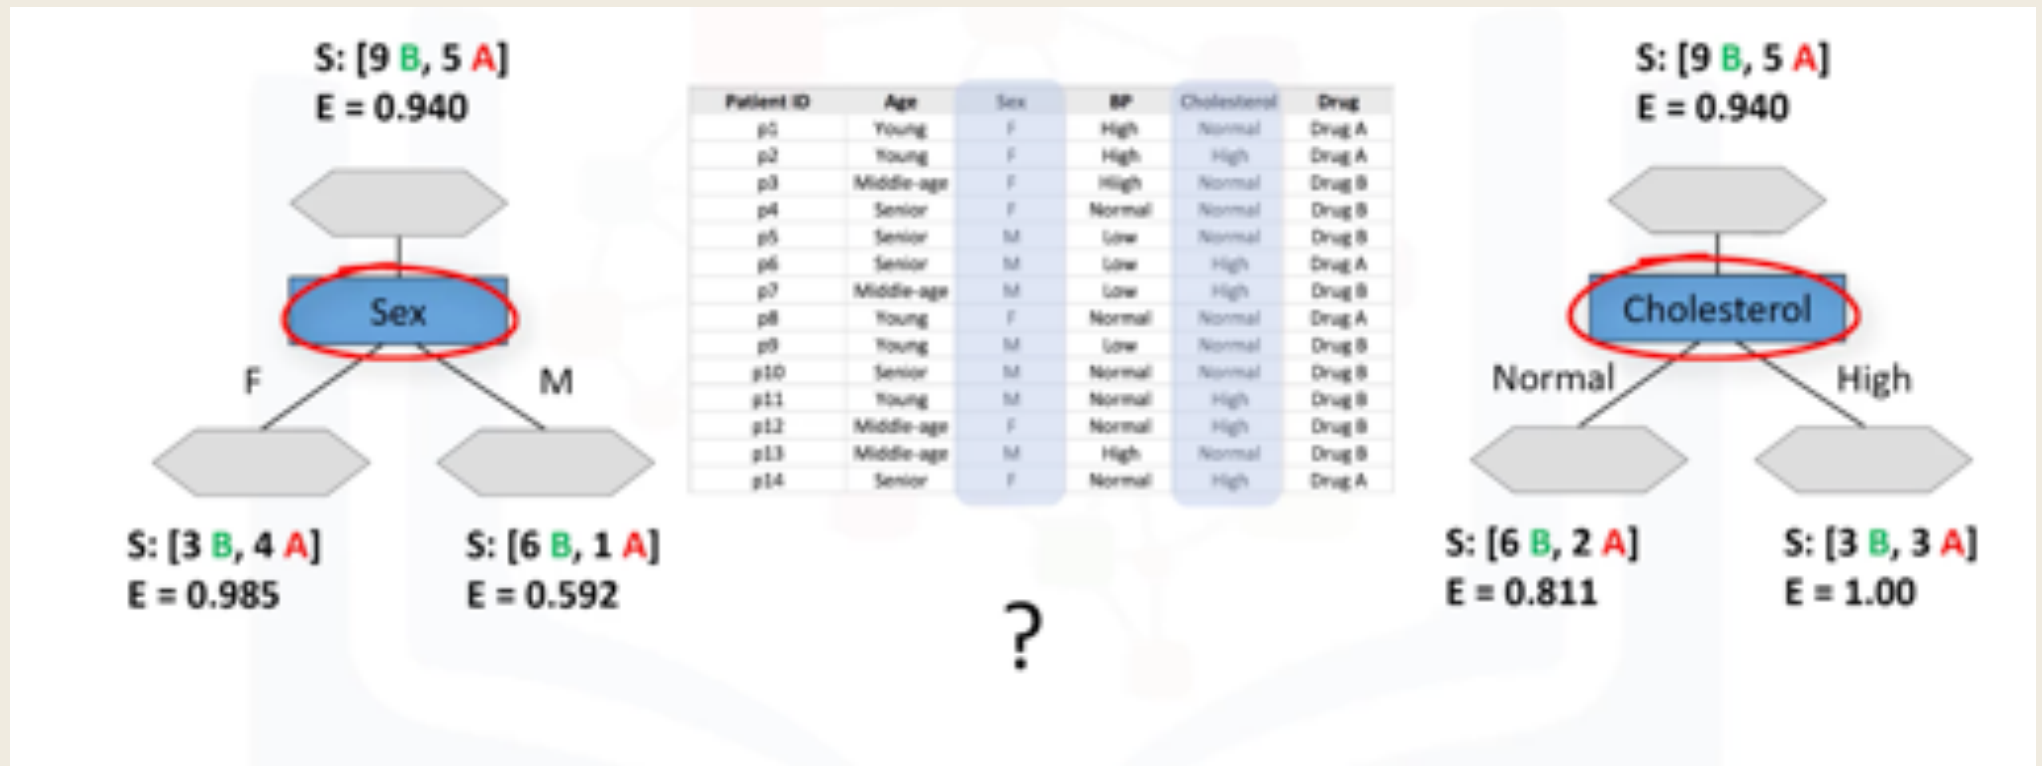 S: [9 B, 5 A]
E = 0.940
Sex
F
M
S: [3 B, 4 A]
E = 0.985
S: [6 B, 1 A]
E = 0.592
Patient ID Age Sex BP Cholesterol Drug
p1 Young F High Normal Drug A
p2 Young F High High Drug A
p3 Middle-age F Hiigh Normal Drug B
p4 Senior F Normal Normal Drug B
p5 Senior M Low Normal Drug B
p6 Senior M Low High Drug A
p7 Middle-age M Low High Drug B
p8 Young F Normal Normal Drug A
p9 Young M Low Normal Drug B
p10 Senior M Normal Normal Drug B
p11 Young M Normal High Drug B
p12 Middle-age F Normal High Drug B
p13 Middle-age M High Normal Drug B
p14 Senior F Normal High Drug A
?
S: [9 B, 5 A]
E = 0.940
Cholesterol
Normal
High
S: [6 B, 2 A]
E = 0.811
S: [3 B, 3 A]
E = 1.00